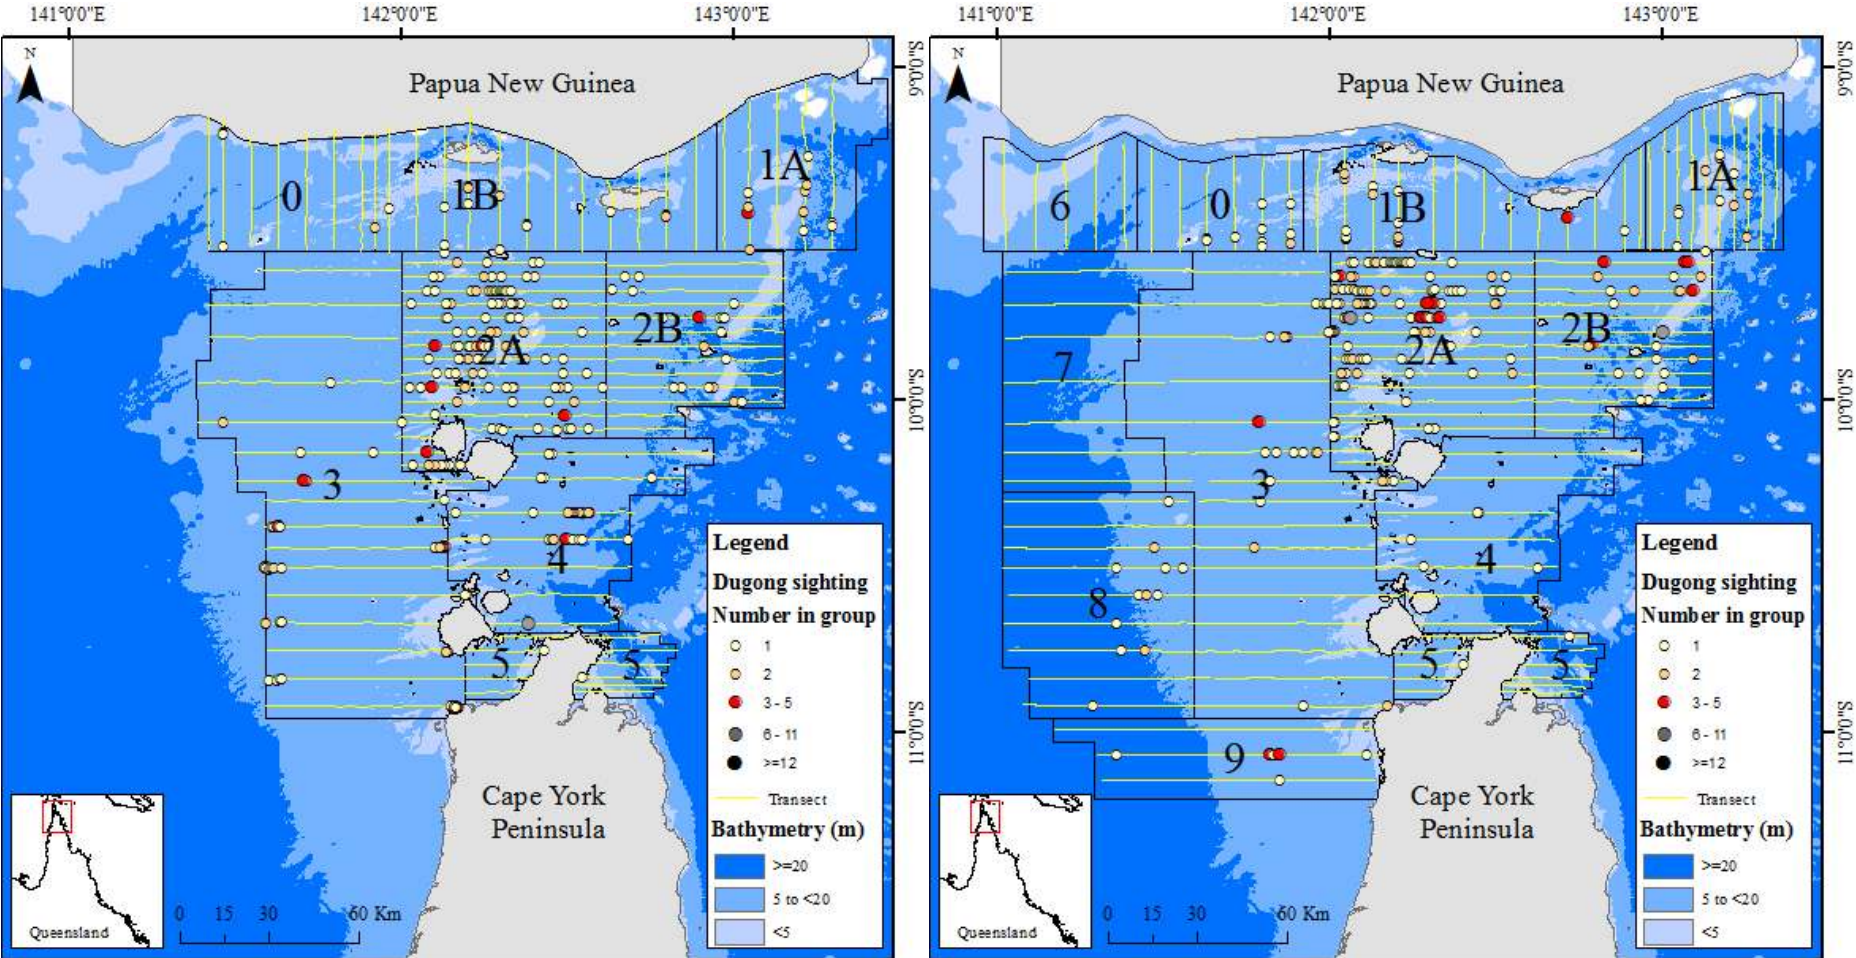 141°0'0"E
142°0'0"E
143°0'0"E
N
Papua New Guinea
9°0'0"S
0
1B
1A
2A
2B
10°0'0"S
3
4
5
5
11°0'0"S
Cape York
Peninsula
Legend
Dugong sighting
Number in group
1
2
3 - 5
6 - 11
>=12
Transect
Bathymetry (m)
>=20
5 to <20
<5
Queensland
0 15 30 60 Km
141°0'0"E
142°0'0"E
143°0'0"E
N
Papua New Guinea
9°0'0"S
6
0
1B
1A
7
2A
2B
10°0'0"S
3
4
8
5
5
9
11°0'0"S
Cape York
Peninsula
Legend
Dugong sighting
Number in group
1
2
3 - 5
6 - 11
>=12
Transect
Bathymetry (m)
>=20
5 to <20
<5
Queensland
0 15 30 60 Km